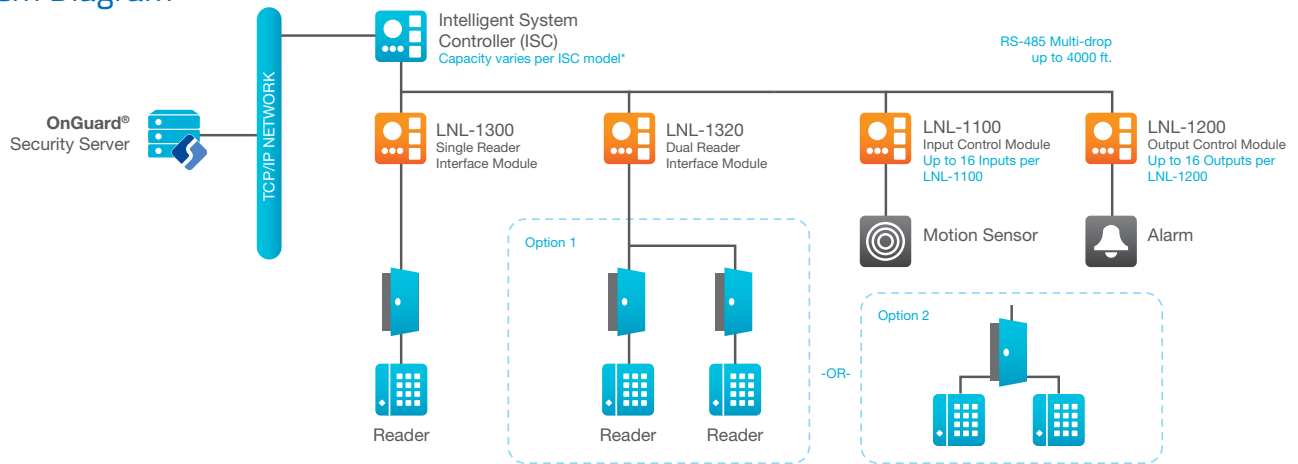 Diagram
Intelligent System
Controller (ISC)
Capacity varies per ISC model*
RS-485 Multi-drop
up to 4000 ft.
TCP/IP NETWORK
OnGuard®
Security Server
LNL-1300
Single Reader
Interface Module
LNL-1320
Dual Reader
Interface Module
LNL-1100
Input Control Module
Up to 16 Inputs per
LNL-1100
LNL-1200
Output Control Module
Up to 16 Outputs per
LNL-1200
Motion Sensor
Alarm
Option 1
Option 2
-OR-
Reader
Reader
Reader